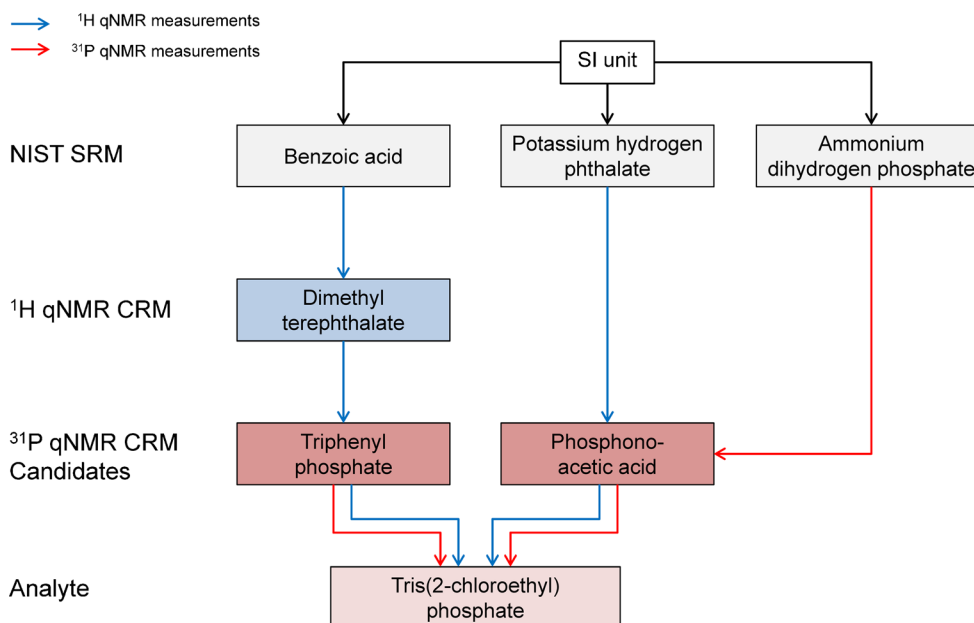 ¹H qNMR measurements
³¹P qNMR measurements
SI unit
NIST SRM
Benzoic acid
Potassium hydrogen
phthalate
Ammonium
dihydrogen phosphate
¹H qNMR CRM
Dimethyl
terephthalate
³¹P qNMR CRM
Candidates
Triphenyl
phosphate
Phosphono-
acetic acid
Analyte
Tris(2-chloroethyl)
phosphate